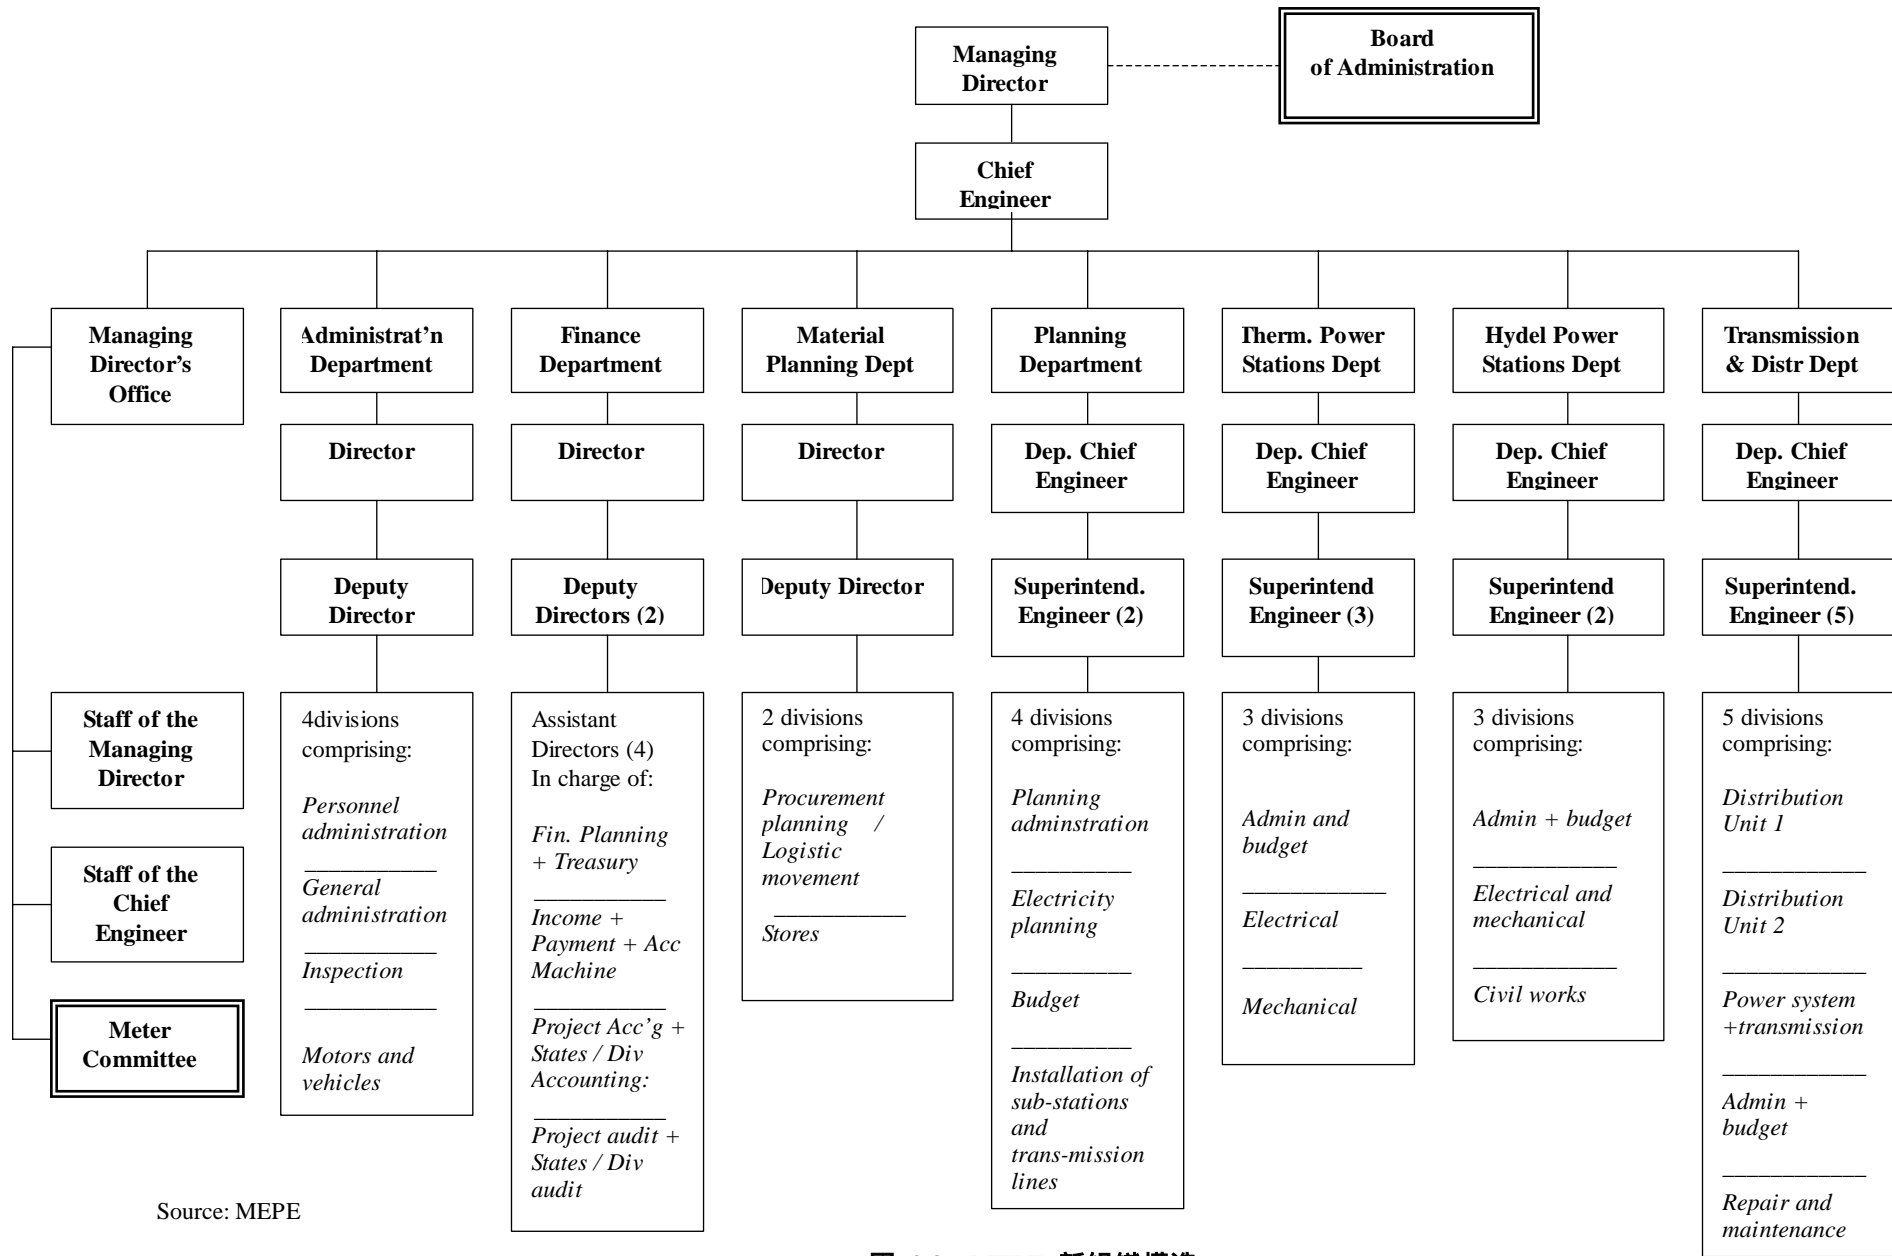 Managing
Director
Board
of Administration
Chief
Engineer
Managing
Director’s
Office
Administrat’n
Department
Finance
Department
Material
Planning Dept
Planning
Department
Therm. Power
Stations Dept
Hydel Power
Stations Dept
Transmission
& Distr Dept
Director
Director
Director
Dep. Chief
Engineer
Dep. Chief
Engineer
Dep. Chief
Engineer
Dep. Chief
Engineer
Deputy
Director
Deputy
Directors (2)
Deputy Director
Superintend.
Engineer (2)
Superintend
Engineer (3)
Superintend
Engineer (2)
Superintend.
Engineer (5)
Staff of the
Managing
Director
Staff of the
Chief
Engineer
Meter
Committee
4divisions
comprising:
Personnel
administration
General
administration
Inspection
Motors and
vehicles
Assistant
Directors (4)
In charge of:
Fin. Planning
+ Treasury
Income +
Payment + Acc
Machine
Project Acc’g +
States / Div
Accounting:
Project audit +
States / Div
audit
2 divisions
comprising:
Procurement
planning /
Logistic
movement
Stores
4 divisions
comprising:
Planning
adminstration
Electricity
planning
Budget
Installation of
sub-stations
and
trans-mission
lines
3 divisions
comprising:
Admin and
budget
Electrical
Mechanical
3 divisions
comprising:
Admin + budget
Electrical and
mechanical
Civil works
5 divisions
comprising:
Distribution
Unit 1
Distribution
Unit 2
Power system
+transmission
Admin +
budget
Repair and
maintenance
Source: MEPE